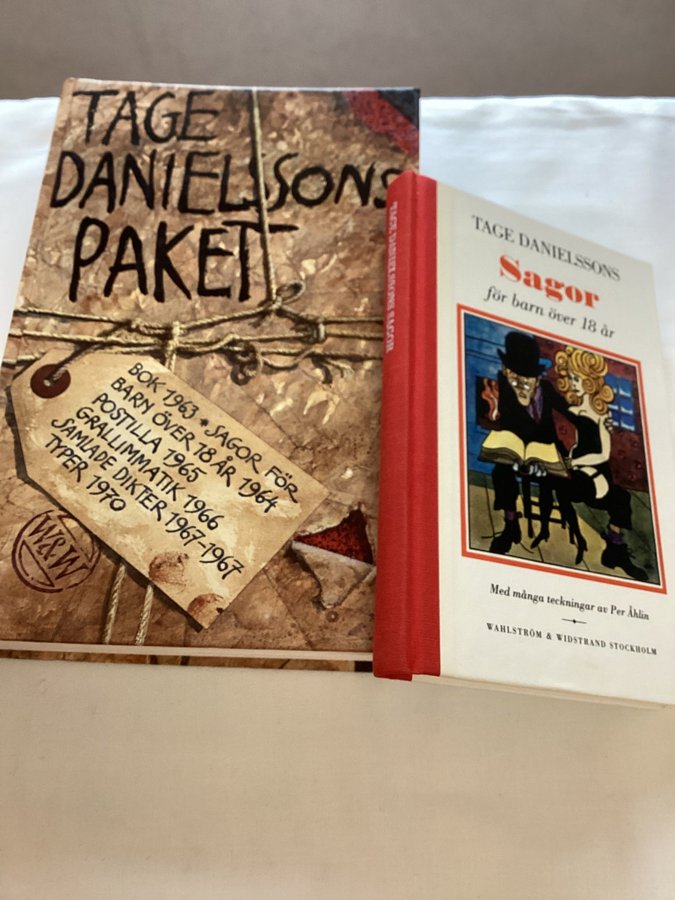 TAGE
DANIELSSONS
PAKET
BOK 1963 * SAGOR FÖR
BARN ÖVER 18 ÅR 1964
POSTILLA 1965
GRALLIMMATIK 1966
SAMLADE DIKTER 1967-1967
TYPER 1970
W&W
TAGE DANIELSSONS SAGOR
TAGE DANIELSSONS
Sagor
för barn över 18 år
Med många teckningar av Per Åhlin
WAHLSTRÖM & WIDSTRAND STOCKHOLM